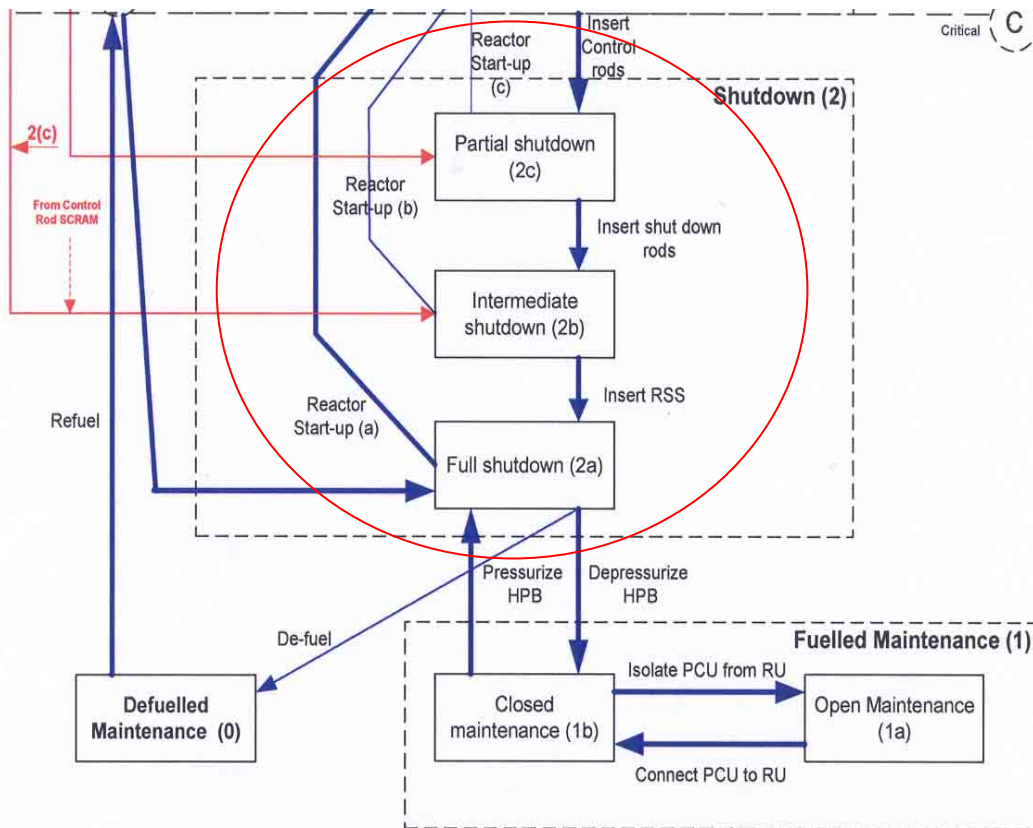 Insert
Control
rods
Reactor
Start-up
(c)
Critical
C
Shutdown (2)
2(c)
Partial shutdown
(2c)
Reactor
Start-up (b)
From Control
Rod SCRAM
Insert shut down
rods
Intermediate
shutdown (2b)
Insert RSS
Reactor
Start-up (a)
Refuel
Full shutdown (2a)
Pressurize
HPB
Depressurize
HPB
De-fuel
Fuelled Maintenance (1)
Isolate PCU from RU
Defuelled
Maintenance (0)
Closed
maintenance (1b)
Open Maintenance
(1a)
Connect PCU to RU